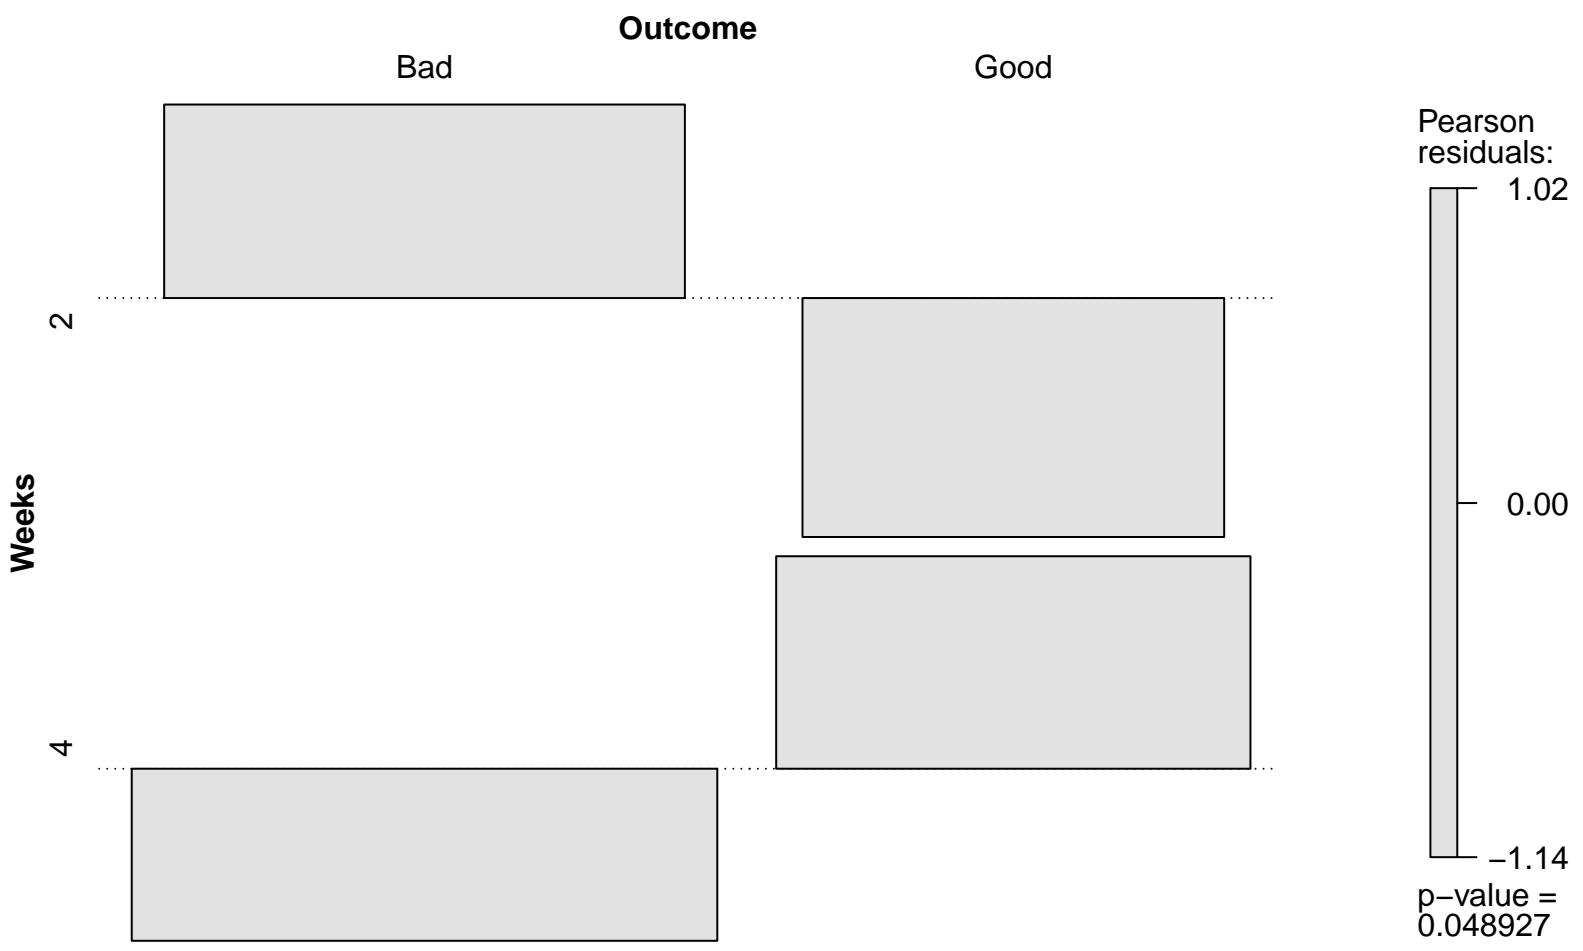 Outcome
Bad
Good
Weeks
2
4
Pearson
residuals:
1.02
0.00
−1.14
p−value =
0.048927